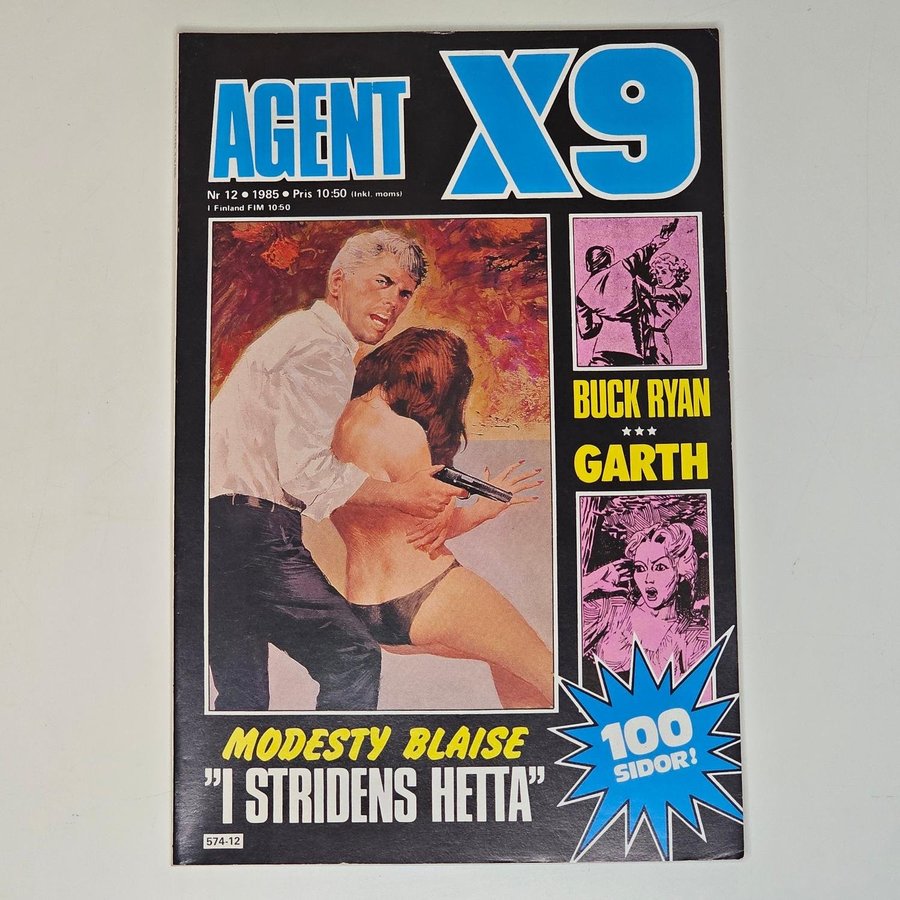 AGENT X9
Nr 12 • 1985 • Pris 10:50 (Inkl. moms)
I Finland FIM 10:50
BUCK RYAN
GARTH
MODESTY BLAISE
"I STRIDENS HETTA"
100
SIDOR!
574-12